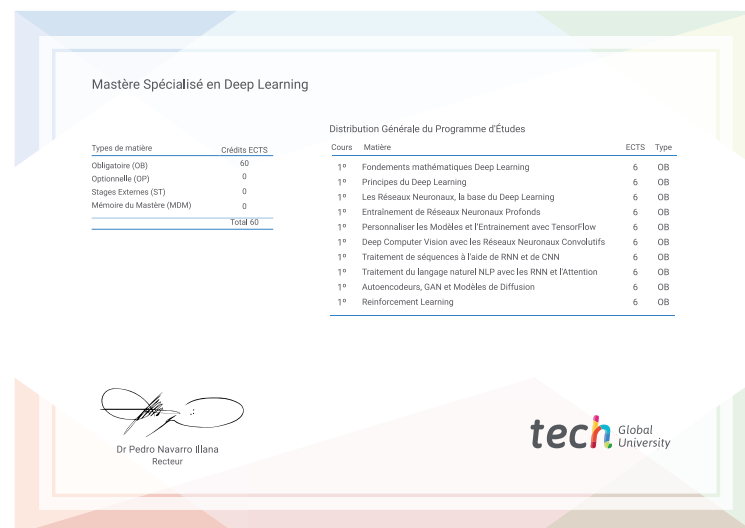 Mastère Spécialisé en Deep Learning
Types de matière Crédits ECTS
Obligatoire (OB) 60
Optionnelle (OP) 0
Stages Externes (ST) 0
Mémoire du Mastère (MDM) 0
Total 60
Distribution Générale du Programme d'Études
Cours Matière ECTS Type
1º Fondements mathématiques Deep Learning 6 OB
1º Principes du Deep Learning 6 OB
1º Les Réseaux Neuronaux, la base du Deep Learning 6 OB
1º Entraînement de Réseaux Neuronaux Profonds 6 OB
1º Personnaliser les Modèles et l'Entrainement avec TensorFlow 6 OB
1º Deep Computer Vision avec les Réseaux Neuronaux Convolutifs 6 OB
1º Traitement de séquences à l'aide de RNN et de CNN 6 OB
1º Traitement du langage naturel NLP avec les RNN et l'Attention 6 OB
1º Autoencodeurs, GAN et Modèles de Diffusion 6 OB
1º Reinforcement Learning 6 OB
Dr Pedro Navarro Illana
Recteur
tech Global
University